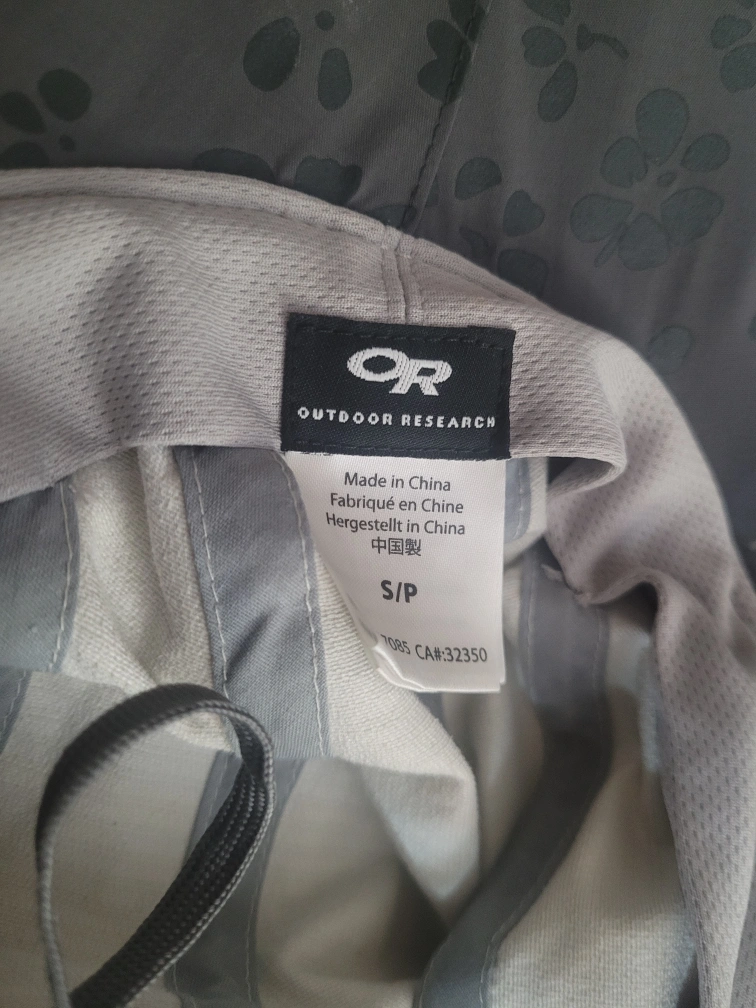 OR
OUTDOOR RESEARCH
Made in China
Fabriqué en Chine
Hergestellt in China
中国製
S/P
7085 CA#:32350